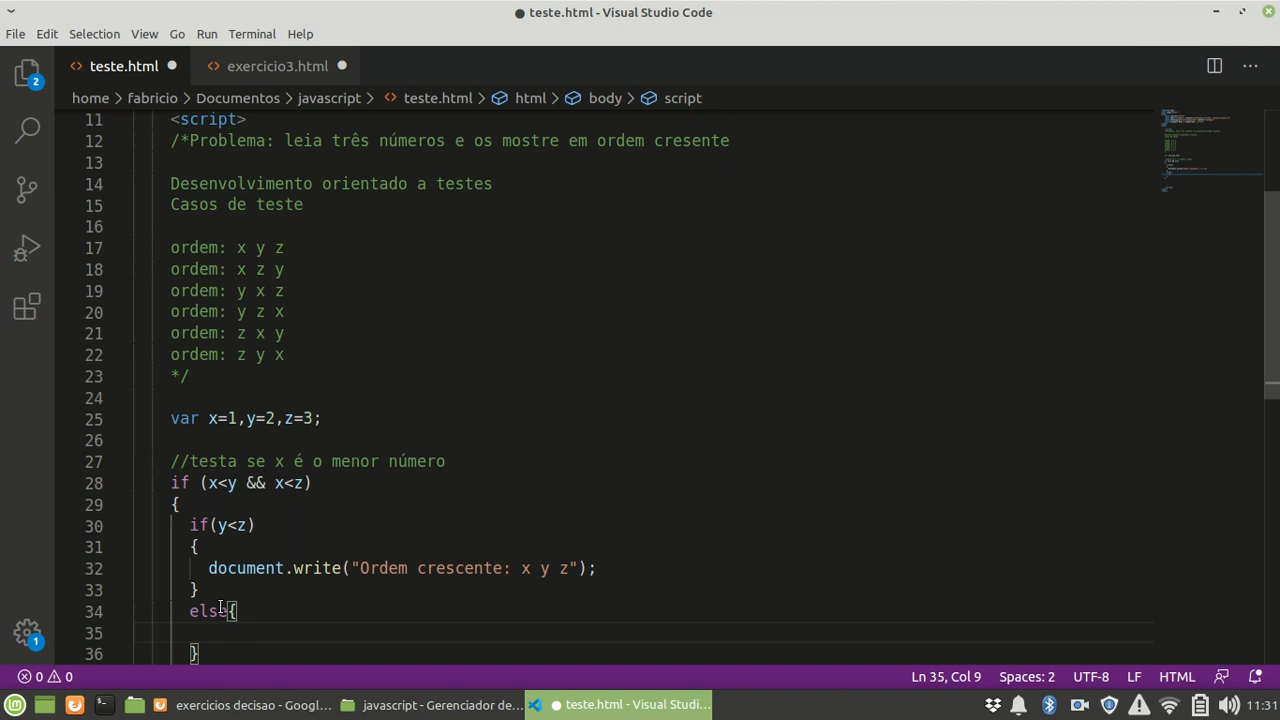 teste.html - Visual Studio Code
File Edit Selection View Go Run Terminal Help
teste.html exercicio3.html
2
home > fabricio > Documentos > javascript > teste.html > html > body > script
11 <script>
12 /*Problema: leia três números e os mostre em ordem cresente
13
14 Desenvolvimento orientado a testes
15 Casos de teste
16
17 ordem: x y z
18 ordem: x z y
19 ordem: y x z
20 ordem: y z x
21 ordem: z x y
22 ordem: z y x
23 */
24
25 var x=1,y=2,z=3;
26
27 //testa se x é o menor número
28 if (x<y && x<z)
29 {
30 if(y<z)
31 {
32 document.write("Ordem crescente: x y z");
33 }
34 else{
35
36 }
1
0 0 Ln 35, Col 9 Spaces: 2 UTF-8 LF HTML
exercicios decisao - Googl... javascript - Gerenciador de... teste.html - Visual Studi... 11:31